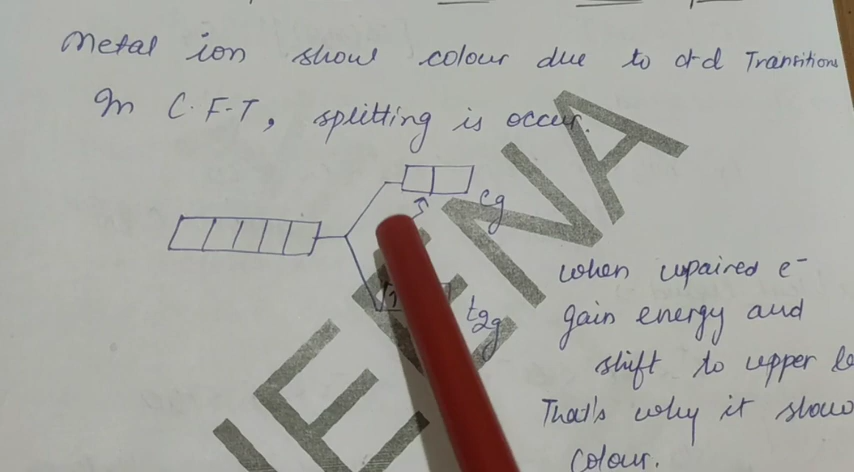 Metal ion show colour due to d-d Transitions
In C.F.T, splitting is occur.
eg
t2g
when upaired e-
gain energy and
shift to upper
That's why it show
colour.